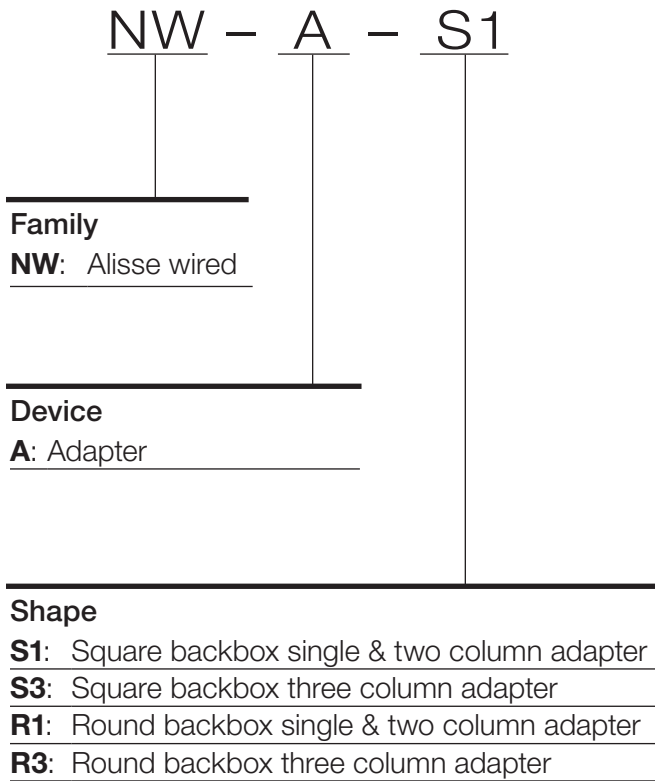 NW – A – S1
Family
NW: Alisse wired
Device
A: Adapter
Shape
S1: Square backbox single & two column adapter
S3: Square backbox three column adapter
R1: Round backbox single & two column adapter
R3: Round backbox three column adapter